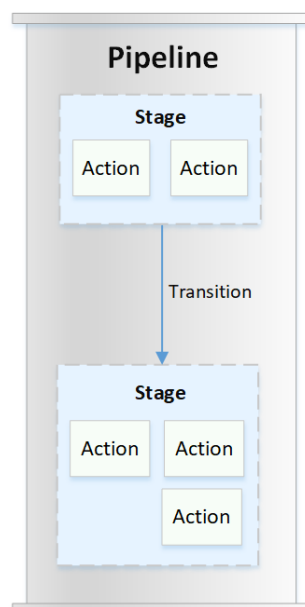 Pipeline
Stage
Action Action
Transition
Stage
Action Action
Action